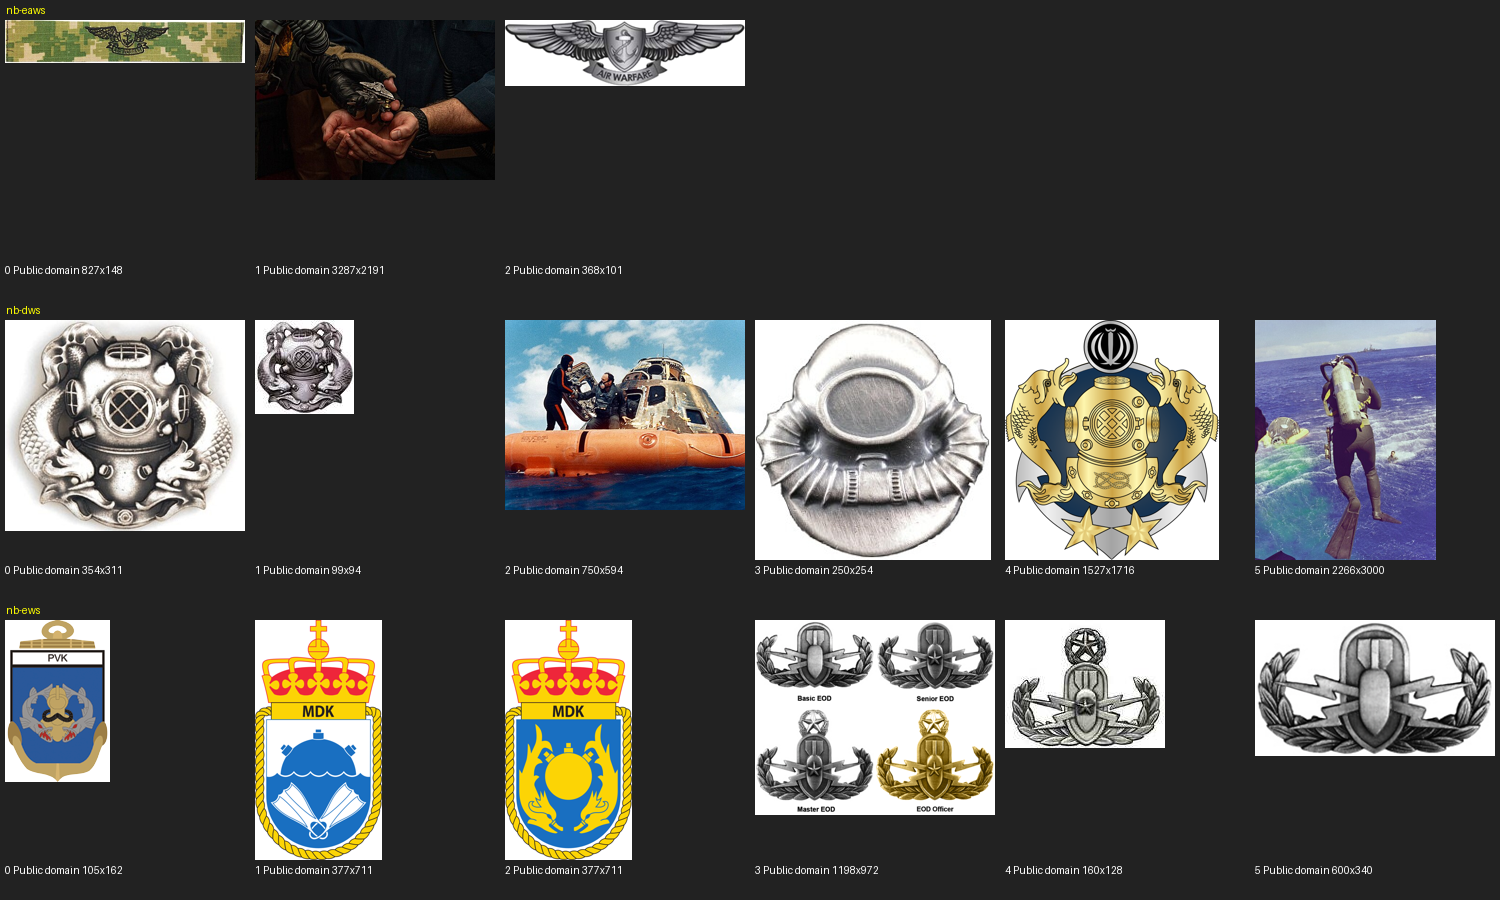 nb-eaws
AIR WARFARE
0 Public domain 827x148
1 Public domain 3287x2191
2 Public domain 368x101
nb-dws
0 Public domain 354x311
1 Public domain 99x94
2 Public domain 750x594
3 Public domain 250x254
4 Public domain 1527x1716
5 Public domain 2266x3000
nb-ews
PVK
MDK
MDK
Basic EOD
Senior EOD
Master EOD
EOD Officer
0 Public domain 105x162
1 Public domain 377x711
2 Public domain 377x711
3 Public domain 1198x972
4 Public domain 160x128
5 Public domain 600x340